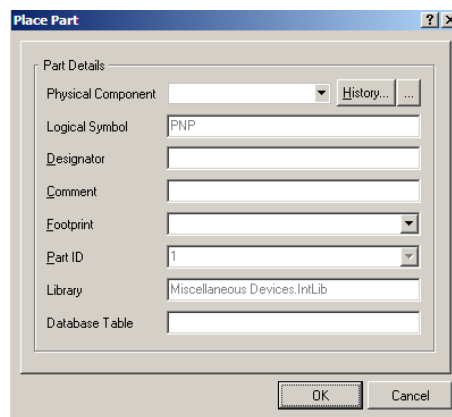 Place Part
Part Details
Physical Component History... ...
Logical Symbol PNP
Designator
Comment
Footprint
Part ID 1
Library Miscellaneous Devices.IntLib
Database Table
OK Cancel